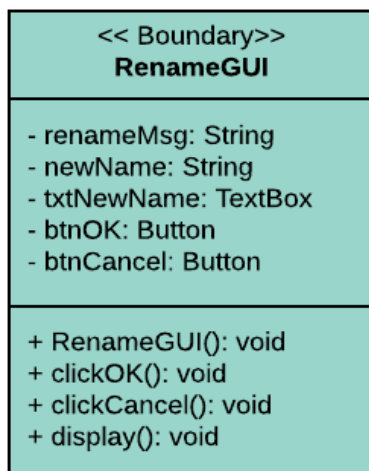 << Boundary>>
RenameGUI
- renameMsg: String
- newName: String
- txtNewName: TextBox
- btnOK: Button
- btnCancel: Button
+ RenameGUI(): void
+ clickOK(): void
+ clickCancel(): void
+ display(): void